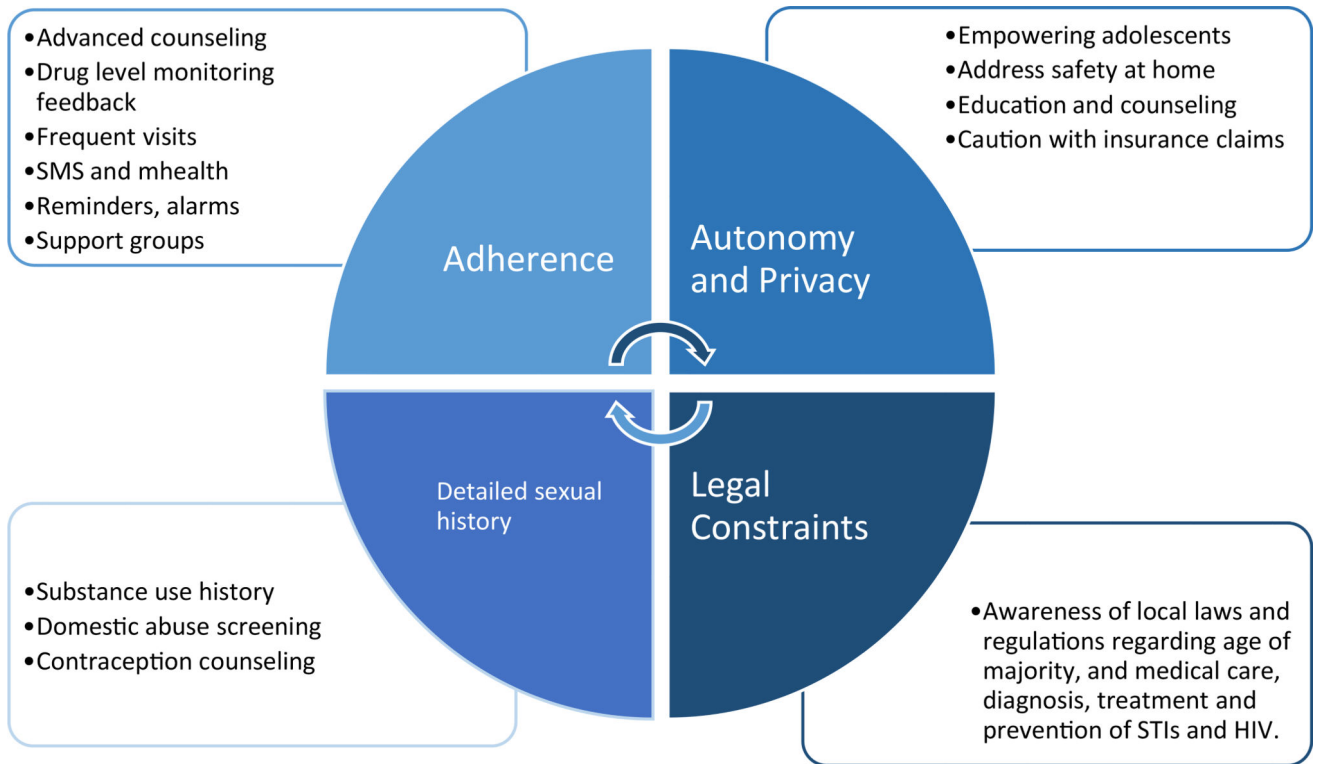 •Advanced counseling
•Drug level monitoring
feedback
•Frequent visits
•SMS and mhealth
•Reminders, alarms
•Support groups
•Empowering adolescents
•Address safety at home
•Education and counseling
•Caution with insurance claims
Adherence
Autonomy
and Privacy
Detailed sexual
history
Legal
Constraints
•Substance use history
•Domestic abuse screening
•Contraception counseling
•Awareness of local laws and
regulations regarding age of
majority, and medical care,
diagnosis, treatment and
prevention of STIs and HIV.